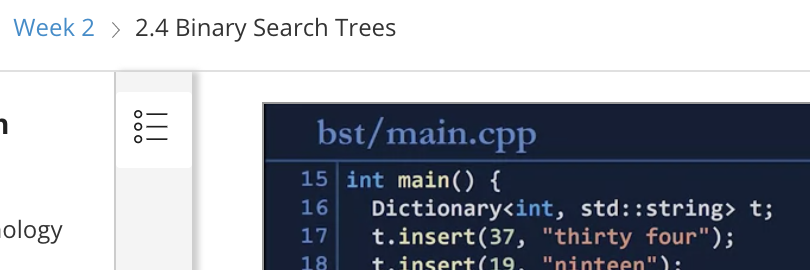 Week 2 > 2.4 Binary Search Trees
bst/main.cpp
15 int main() {
16 Dictionary<int, std::string> t;
17 t.insert(37, "thirty four");
18 t.insert(19, "ninteen");